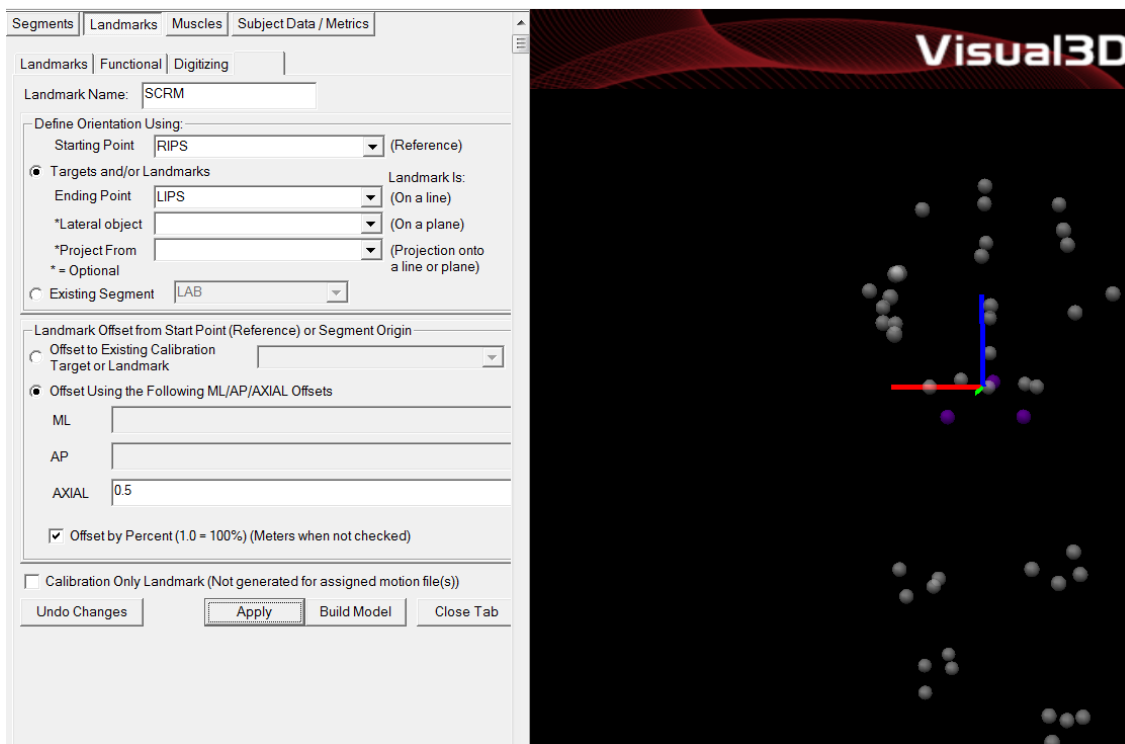 Segments Landmarks Muscles Subject Data / Metrics
Visual3D
Landmarks Functional Digitizing
Landmark Name: SCRM
Define Orientation Using:
Starting Point RIPS (Reference)
Targets and/or Landmarks Landmark Is:
Ending Point LIPS (On a line)
*Lateral object (On a plane)
*Project From (Projection onto
* = Optional a line or plane)
Existing Segment LAB
Landmark Offset from Start Point (Reference) or Segment Origin
Offset to Existing Calibration
Target or Landmark
Offset Using the Following ML/AP/AXIAL Offsets
ML
AP
AXIAL 0.5
Offset by Percent (1.0 = 100%) (Meters when not checked)
Calibration Only Landmark (Not generated for assigned motion file(s))
Undo Changes Apply Build Model Close Tab